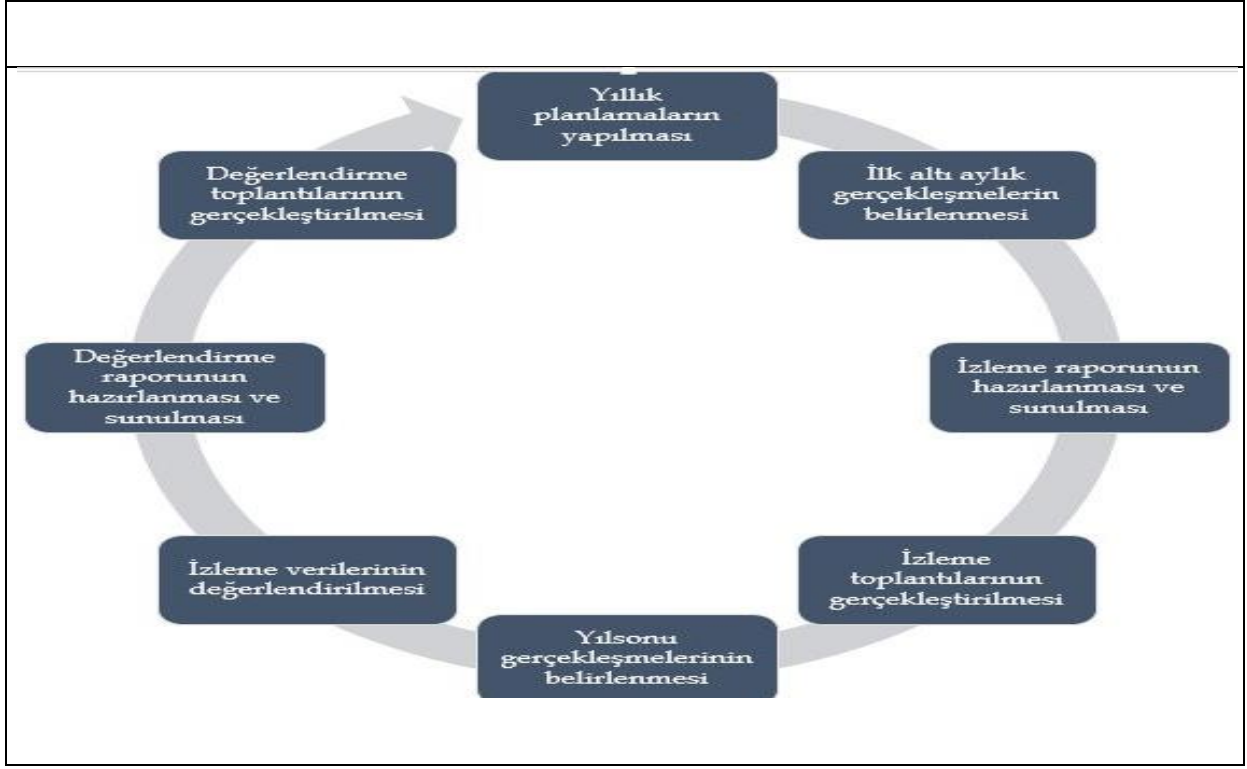 Yıllık
planlamaların
yapılması
İlk altı aylık
gerçekleşmelerin
belirlenmesi
İzleme raporunun
hazırlanması ve
sunulması
İzleme
toplantılarının
gerçekleştirilmesi
Yılsonu
gerçekleşmelerinin
belirlenmesi
İzleme verilerinin
değerlendirilmesi
Değerlendirme
raporunun
hazırlanması ve
sunulması
Değerlendirme
toplantılarının
gerçekleştirilmesi